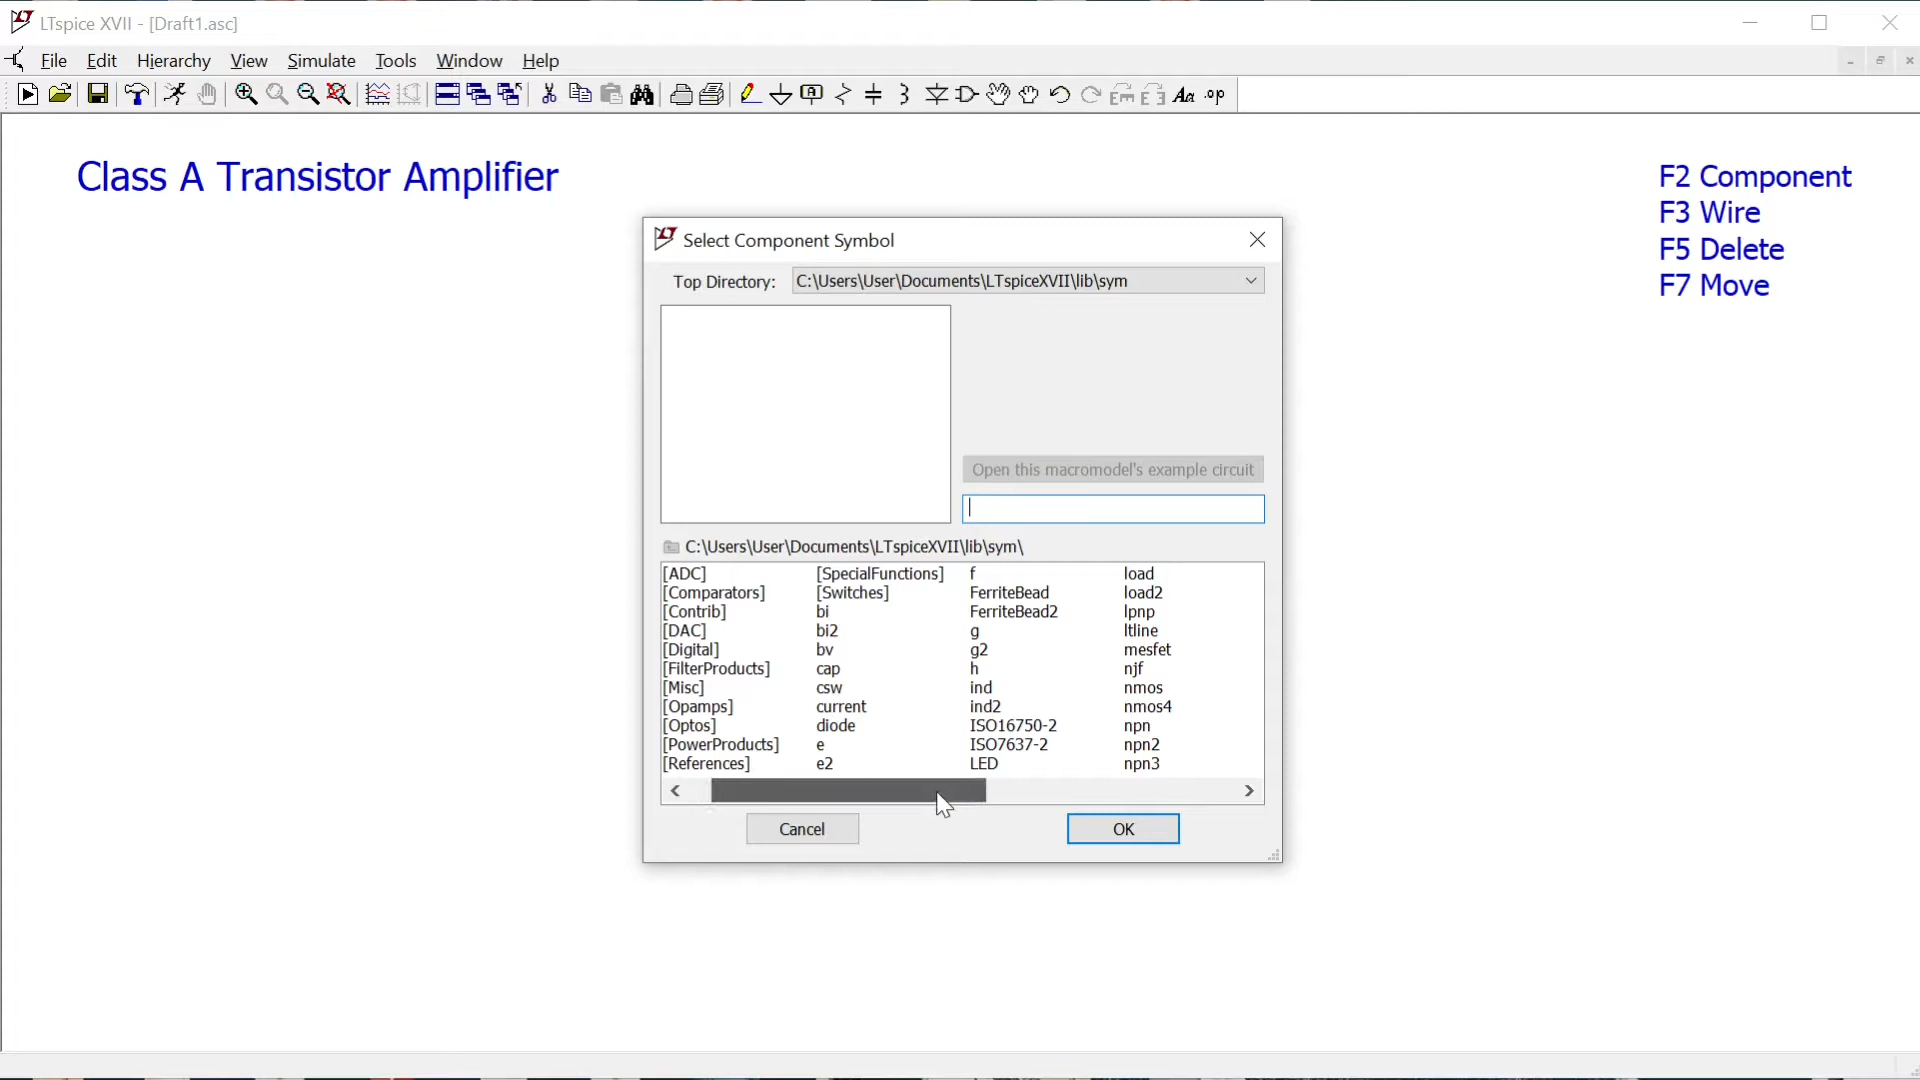 LTspice XVII - [Draft1.asc]
File Edit Hierarchy View Simulate Tools Window Help
Aa .op
Class A Transistor Amplifier
F2 Component
F3 Wire
F5 Delete
F7 Move
Select Component Symbol
Top Directory: C:\Users\User\Documents\LTspiceXVII\lib\sym
Open this macromodel's example circuit
C:\Users\User\Documents\LTspiceXVII\lib\sym\
[ADC] [SpecialFunctions] f load
[Comparators] [Switches] FerriteBead load2
[Contrib] bi FerriteBead2 lpnp
[DAC] bi2 g ltline
[Digital] bv g2 mesfet
[FilterProducts] cap h njf
[Misc] csw ind nmos
[Opamps] current ind2 nmos4
[Optos] diode ISO16750-2 npn
[PowerProducts] e ISO7637-2 npn2
[References] e2 LED npn3
Cancel OK